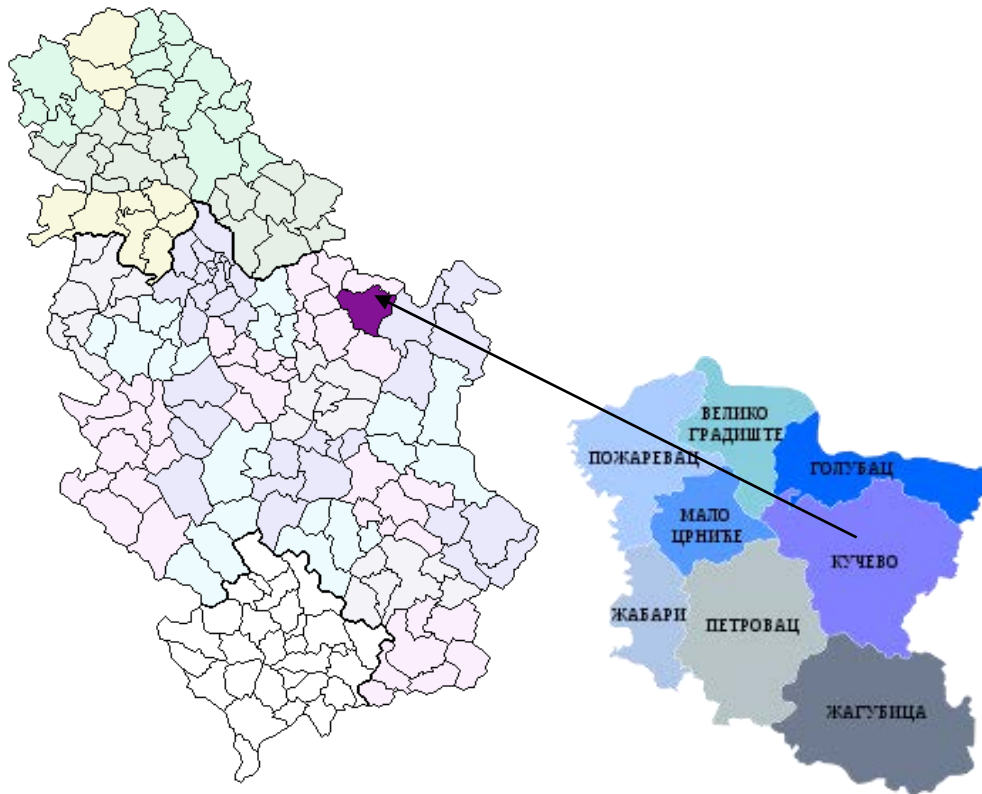 ВЕЛИКО
ГРАДИШТЕ
ПОЖАРЕВАЦ
ГОЛУБАЦ
МАЛО
ЦРНИЋЕ
КУЧЕВО
ЖАБАРИ
ПЕТРОВАЦ
ЖАГУБИЦА